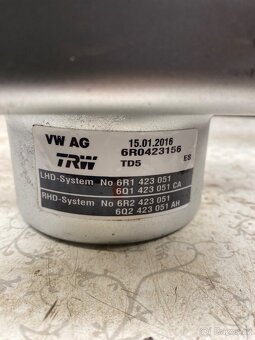 VW AG 15.01.2016
6R0423156
TRW TD5 ES
LHD-System No 6R1 423 051
6Q1 423 051 CA
RHD-System No 6R2 423 051
6Q2 423 051 AH